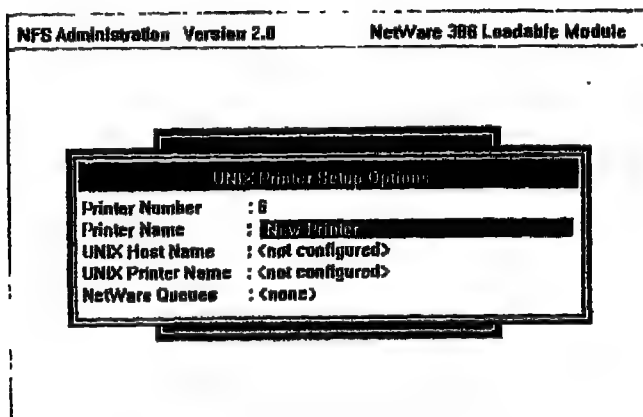 NFS Administration Version 2.0 NetWare 386 Loadable Module
UNIX Printer Setup Options
Printer Number : 6
Printer Name : New Printer
UNIX Host Name : <not configured>
UNIX Printer Name : <not configured>
NetWare Queues : <none>